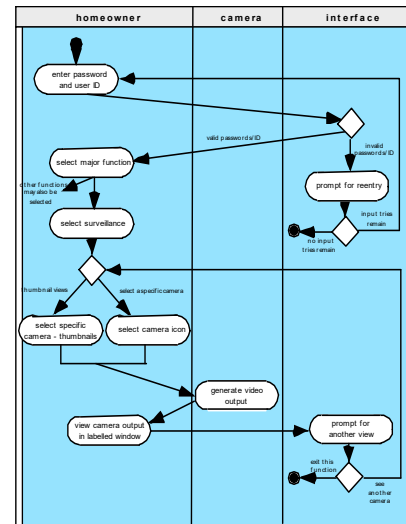 homeowner
camera
interface
enter password
and user ID
valid passwords/ID
invalid
passwords/ID
select major function
prompt for reentry
other functions
may also be
selected
input tries
remain
select surveillance
no input
tries remain
thumbnail views
select a specific camera
select specific
camera - thumbnails
select camera icon
generate video
output
view camera output
in labelled window
prompt for
another view
exit this
function
see
another
camera